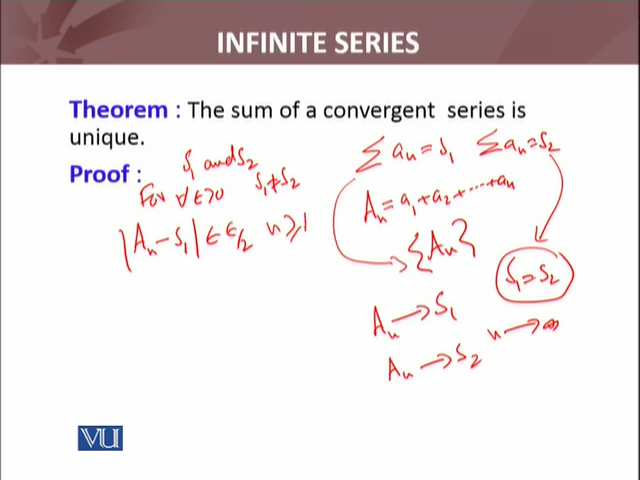 INFINITE SERIES
Theorem : The sum of a convergent series is
unique.
Proof :
S₁ and S₂
For ∀ ε>0 S₁≠S₂
|Aₙ-S₁| ∈ ε/2 n≥1
∑aₙ=S₁ ∑aₙ=S₂
Aₙ=a₁+a₂+...+aₙ
{Aₙ}
S₁=S₂
Aₙ→S₁
n→∞
Aₙ→S₂
VU